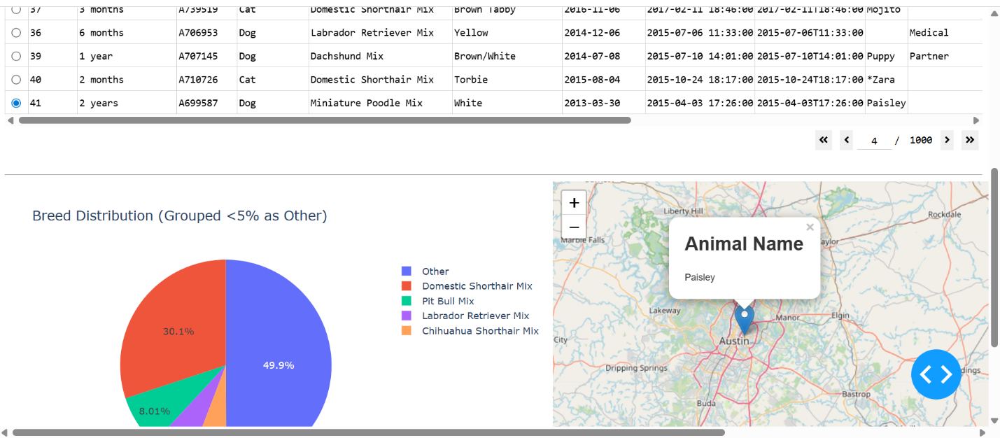 37 3 months A739519 Cat Domestic Shorthair Mix Brown Tabby 2016-11-06 2017-02-11 18:46:00 2017-02-11T18:46:00 Mojito
36 6 months A706953 Dog Labrador Retriever Mix Yellow 2014-12-06 2015-07-06 11:33:00 2015-07-06T11:33:00 Medical
39 1 year A707145 Dog Dachshund Mix Brown/White 2014-07-08 2015-07-10 14:01:00 2015-07-10T14:01:00 Puppy Partner
40 2 months A710726 Cat Domestic Shorthair Mix Torbie 2015-08-04 2015-10-24 18:17:00 2015-10-24T18:17:00 *Zara
41 2 years A699587 Dog Miniature Poodle Mix White 2013-03-30 2015-04-03 17:26:00 2015-04-03T17:26:00 Paisley
4 / 1000
Breed Distribution (Grouped <5% as Other)
30.1%
49.9%
8.01%
Other
Domestic Shorthair Mix
Pit Bull Mix
Labrador Retriever Mix
Chihuahua Shorthair Mix
+
−
Liberty Hill
Rockdale
Marble Falls
aylor
×
Animal Name
Paisley
Lakeway
Manor
Elgin
City
Austin
Dripping Springs
dings
Bastrop
Buda